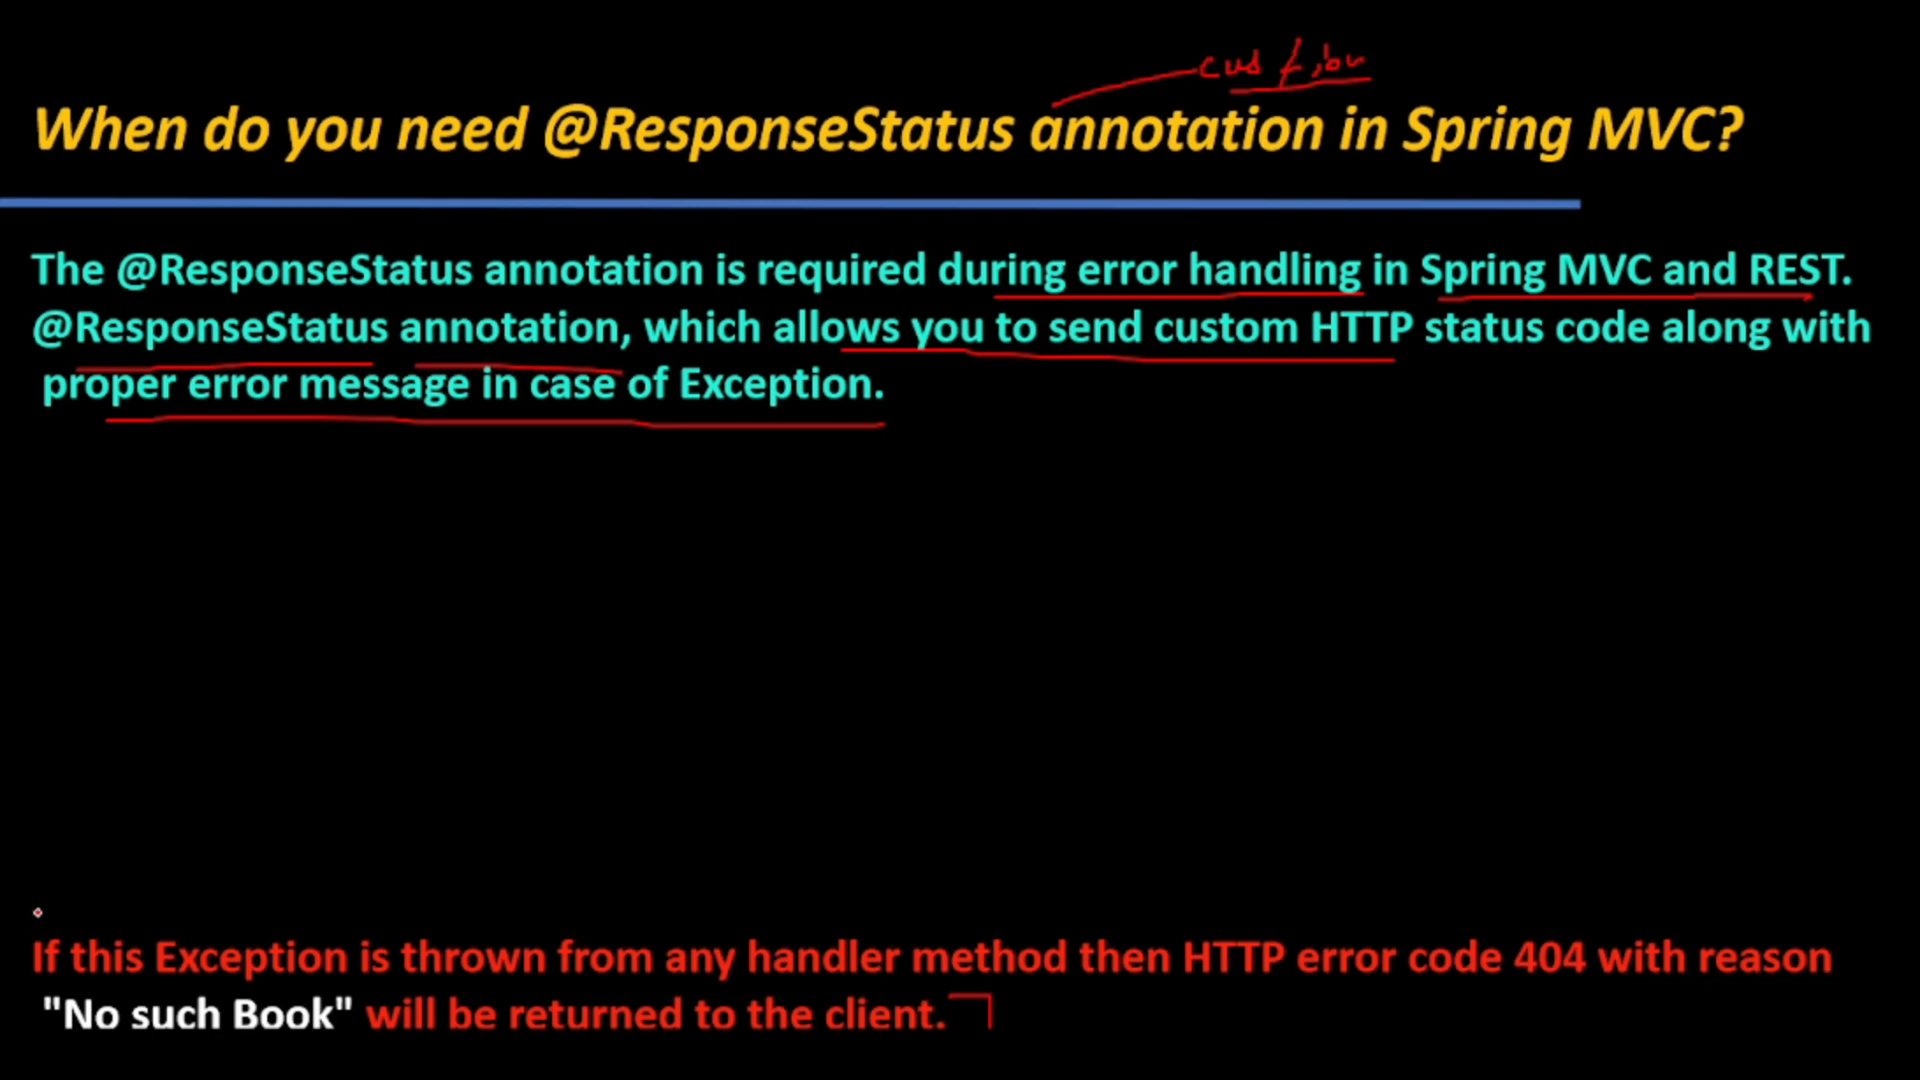 When do you need @ResponseStatus annotation in Spring MVC?
The @ResponseStatus annotation is required during error handling in Spring MVC and REST.
@ResponseStatus annotation, which allows you to send custom HTTP status code along with
proper error message in case of Exception.
If this Exception is thrown from any handler method then HTTP error code 404 with reason
"No such Book" will be returned to the client.